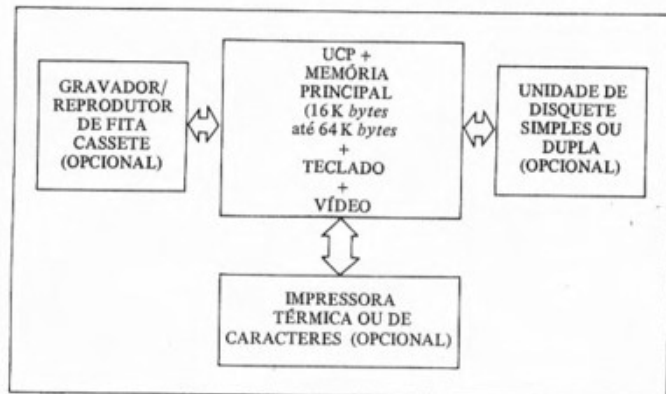 GRAVADOR/
REPRODUTOR
DE FITA
CASSETE
(OPCIONAL)
UCP +
MEMÓRIA
PRINCIPAL
(16 K bytes
até 64 K bytes
+
TECLADO
+
VÍDEO
UNIDADE DE
DISQUETE
SIMPLES OU
DUPLA
(OPCIONAL)
IMPRESSORA
TÉRMICA OU DE
CARACTERES (OPCIONAL)